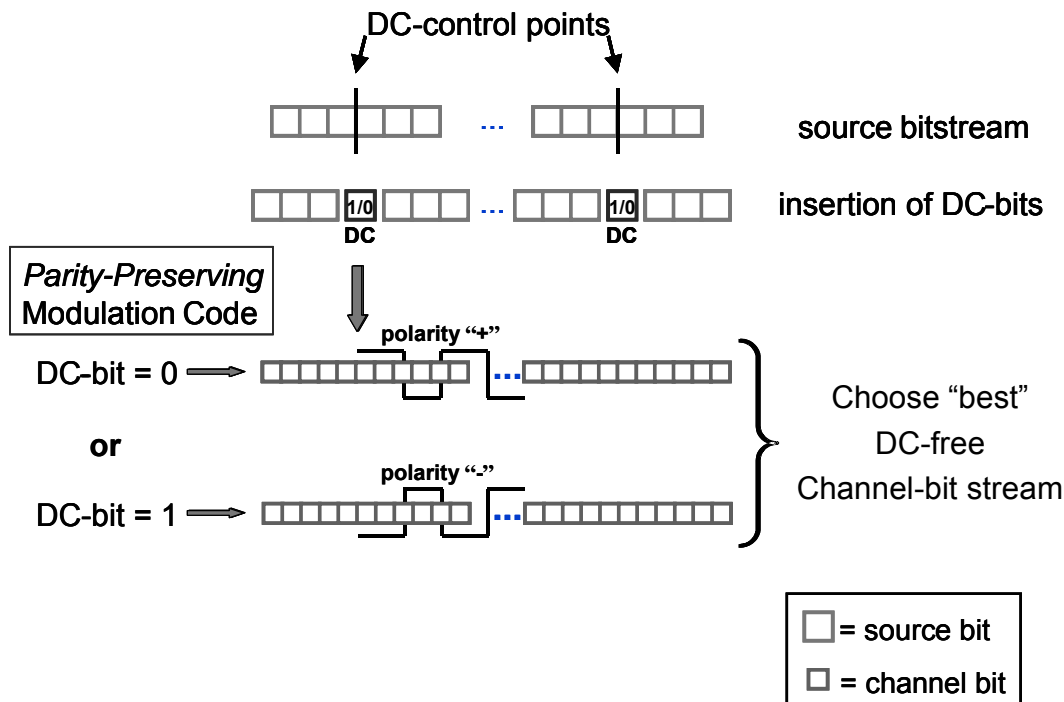 DC-control points
...
source bitstream
1/0
...
1/0
insertion of DC-bits
DC
DC
Parity-Preserving
Modulation Code
polarity “+”
DC-bit = 0
...
or
polarity “-”
DC-bit = 1
...
Choose “best”
DC-free
Channel-bit stream
= source bit
= channel bit